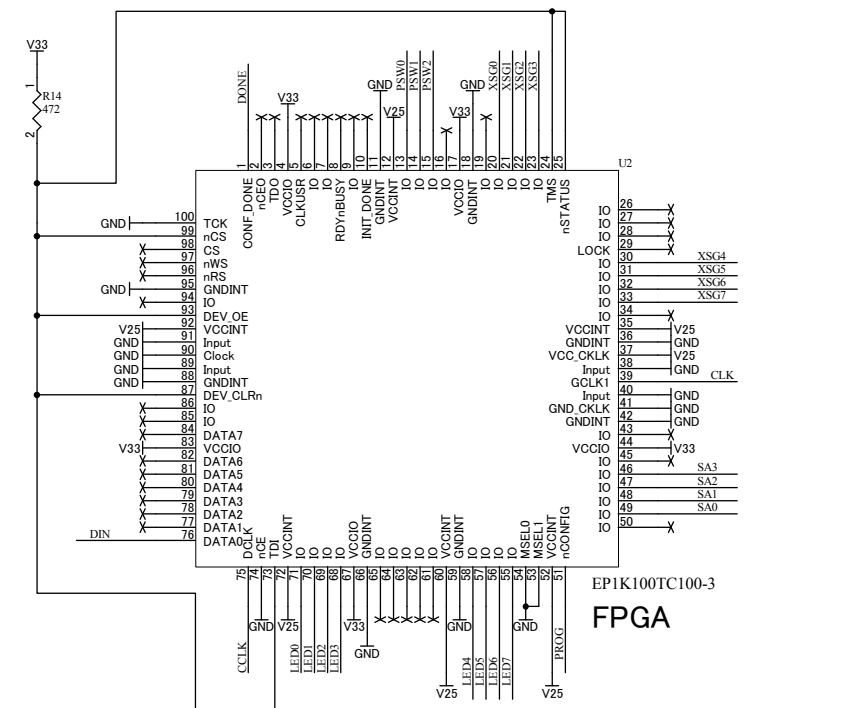 V33
1
R14
472
2
DONE
V33
GND
V25
PSW0
PSW1
PSW2
V33
GND
XSG0
XSG1
XSG2
XSG3
1
2
3
4
5
6
7
8
9
10
11
12
13
14
15
16
17
18
19
20
21
22
23
24
25
U2
CONF_DONE
nCEO
TDO
VCCIO
CLKUSR
IO
IO
RDYnBUSY
IO
INIT_DONE
GNDINT
VCCINT
IO
IO
IO
IO
VCCIO
GNDINT
IO
IO
IO
IO
IO
TMS
nSTATUS
GND 100 TCK
99 nCS
98 CS
97 nWS
96 nRS
GND 95 GNDINT
94 IO
93 DEV_OE
V25 92 VCCINT
GND 91 Input
GND 90 Clock
GND 89 Input
GND 88 GNDINT
87 DEV_CLRn
86 IO
85 IO
84 DATA7
V33 83 VCCIO
82 DATA6
81 DATA5
80 DATA4
79 DATA3
78 DATA2
77 DATA1
DIN 76 DATA0
IO 26
IO 27
IO 28
LOCK 29
IO 30 XSG4
IO 31 XSG5
IO 32 XSG6
IO 33 XSG7
IO 34
VCCINT 35 V25
GNDINT 36 GND
VCC_CKLK 37 V25
Input 38 GND
GCLK1 39 CLK
Input 40 GND
GND_CKLK 41 GND
GNDINT 42 GND
IO 43
VCCIO 44 V33
IO 45
IO 46 SA3
IO 47 SA2
IO 48 SA1
IO 49 SA0
IO 50
DCLK
nCE
TDI
VCCINT
IO
IO
IO
IO
VCCIO
GNDINT
IO
IO
IO
IO
IO
VCCINT
GNDINT
IO
IO
IO
IO
MSEL0
MSEL1
VCCINT
nCONFIG
75
74
73
72
71
70
69
68
67
66
65
64
63
62
61
60
59
58
57
56
55
54
53
52
51
EP1K100TC100-3
FPGA
CCLK
GND
V25
LED0
LED1
LED2
LED3
V33
GND
V25
GND
LED4
LED5
LED6
LED7
GND
V25
PROG